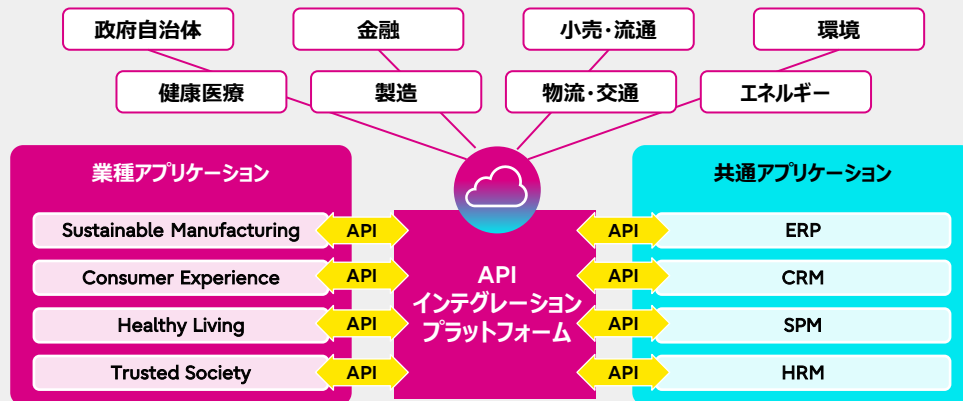 政府自治体
金融
小売・流通
環境
健康医療
製造
物流・交通
エネルギー
業種アプリケーション
Sustainable Manufacturing
Consumer Experience
Healthy Living
Trusted Society
API
API
API
API
API
インテグレーション
プラットフォーム
API
API
API
API
共通アプリケーション
ERP
CRM
SPM
HRM